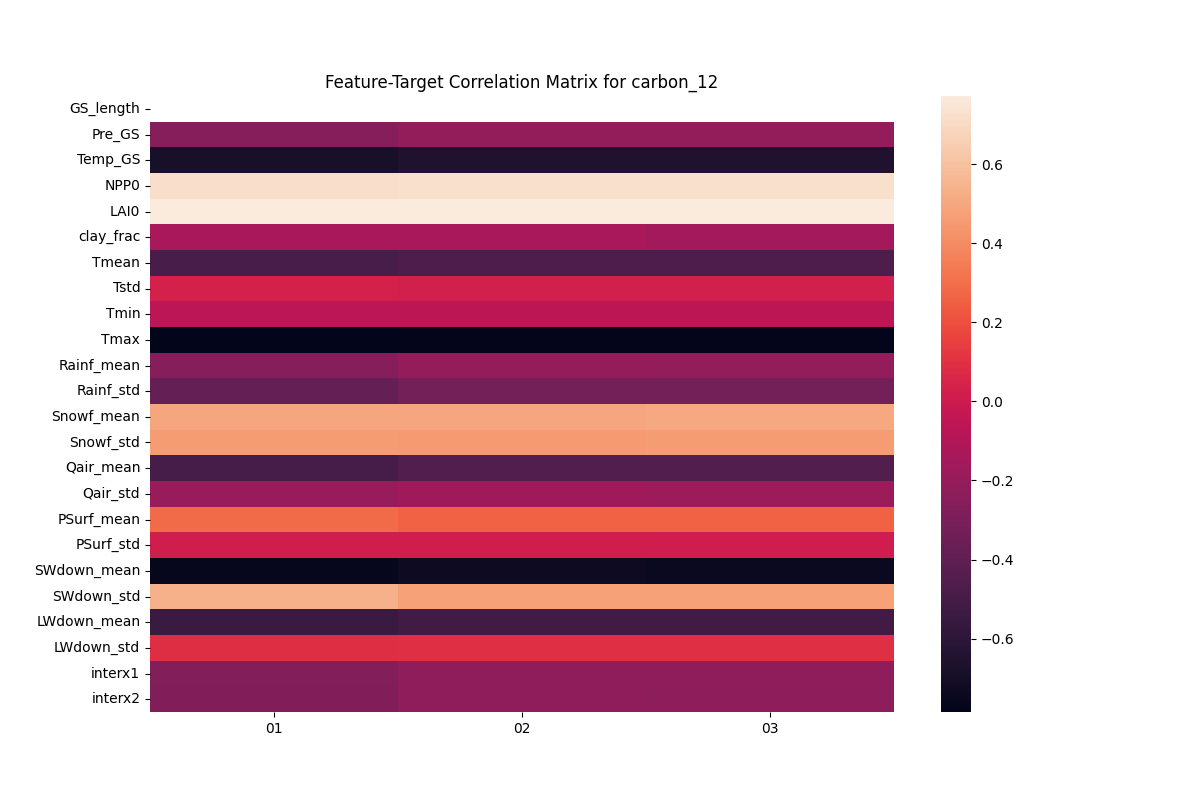 Feature-Target Correlation Matrix for carbon_12
GS_length
Pre_GS
Temp_GS
NPP0
LAI0
clay_frac
Tmean
Tstd
Tmin
Tmax
Rainf_mean
Rainf_std
Snowf_mean
Snowf_std
Qair_mean
Qair_std
PSurf_mean
PSurf_std
SWdown_mean
SWdown_std
LWdown_mean
LWdown_std
interx1
interx2
01 02 03
0.6
0.4
0.2
0.0
−0.2
−0.4
−0.6